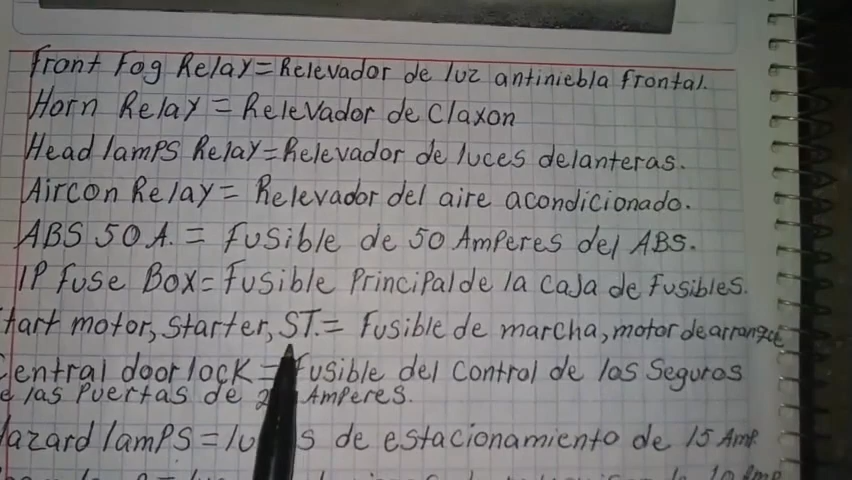 Front Fog Relay=Relevador de luz antiniebla frontal.
Horn Relay = Relevador de Claxon
Head lamps Relay=Relevador de luces delanteras.
Aircon Relay= Relevador del aire acondicionado.
ABS 50 A. = Fusible de 50 Amperes del ABS.
IP Fuse Box=Fusible Principal de la caja de fusibles.
tart motor, Starter, ST.= Fusible de marcha, motor de arranque
entral door lock= Fusible del Control de los Seguros
e las Puertas de Amperes.
azard lamps= de estacionamiento de 15 Amp